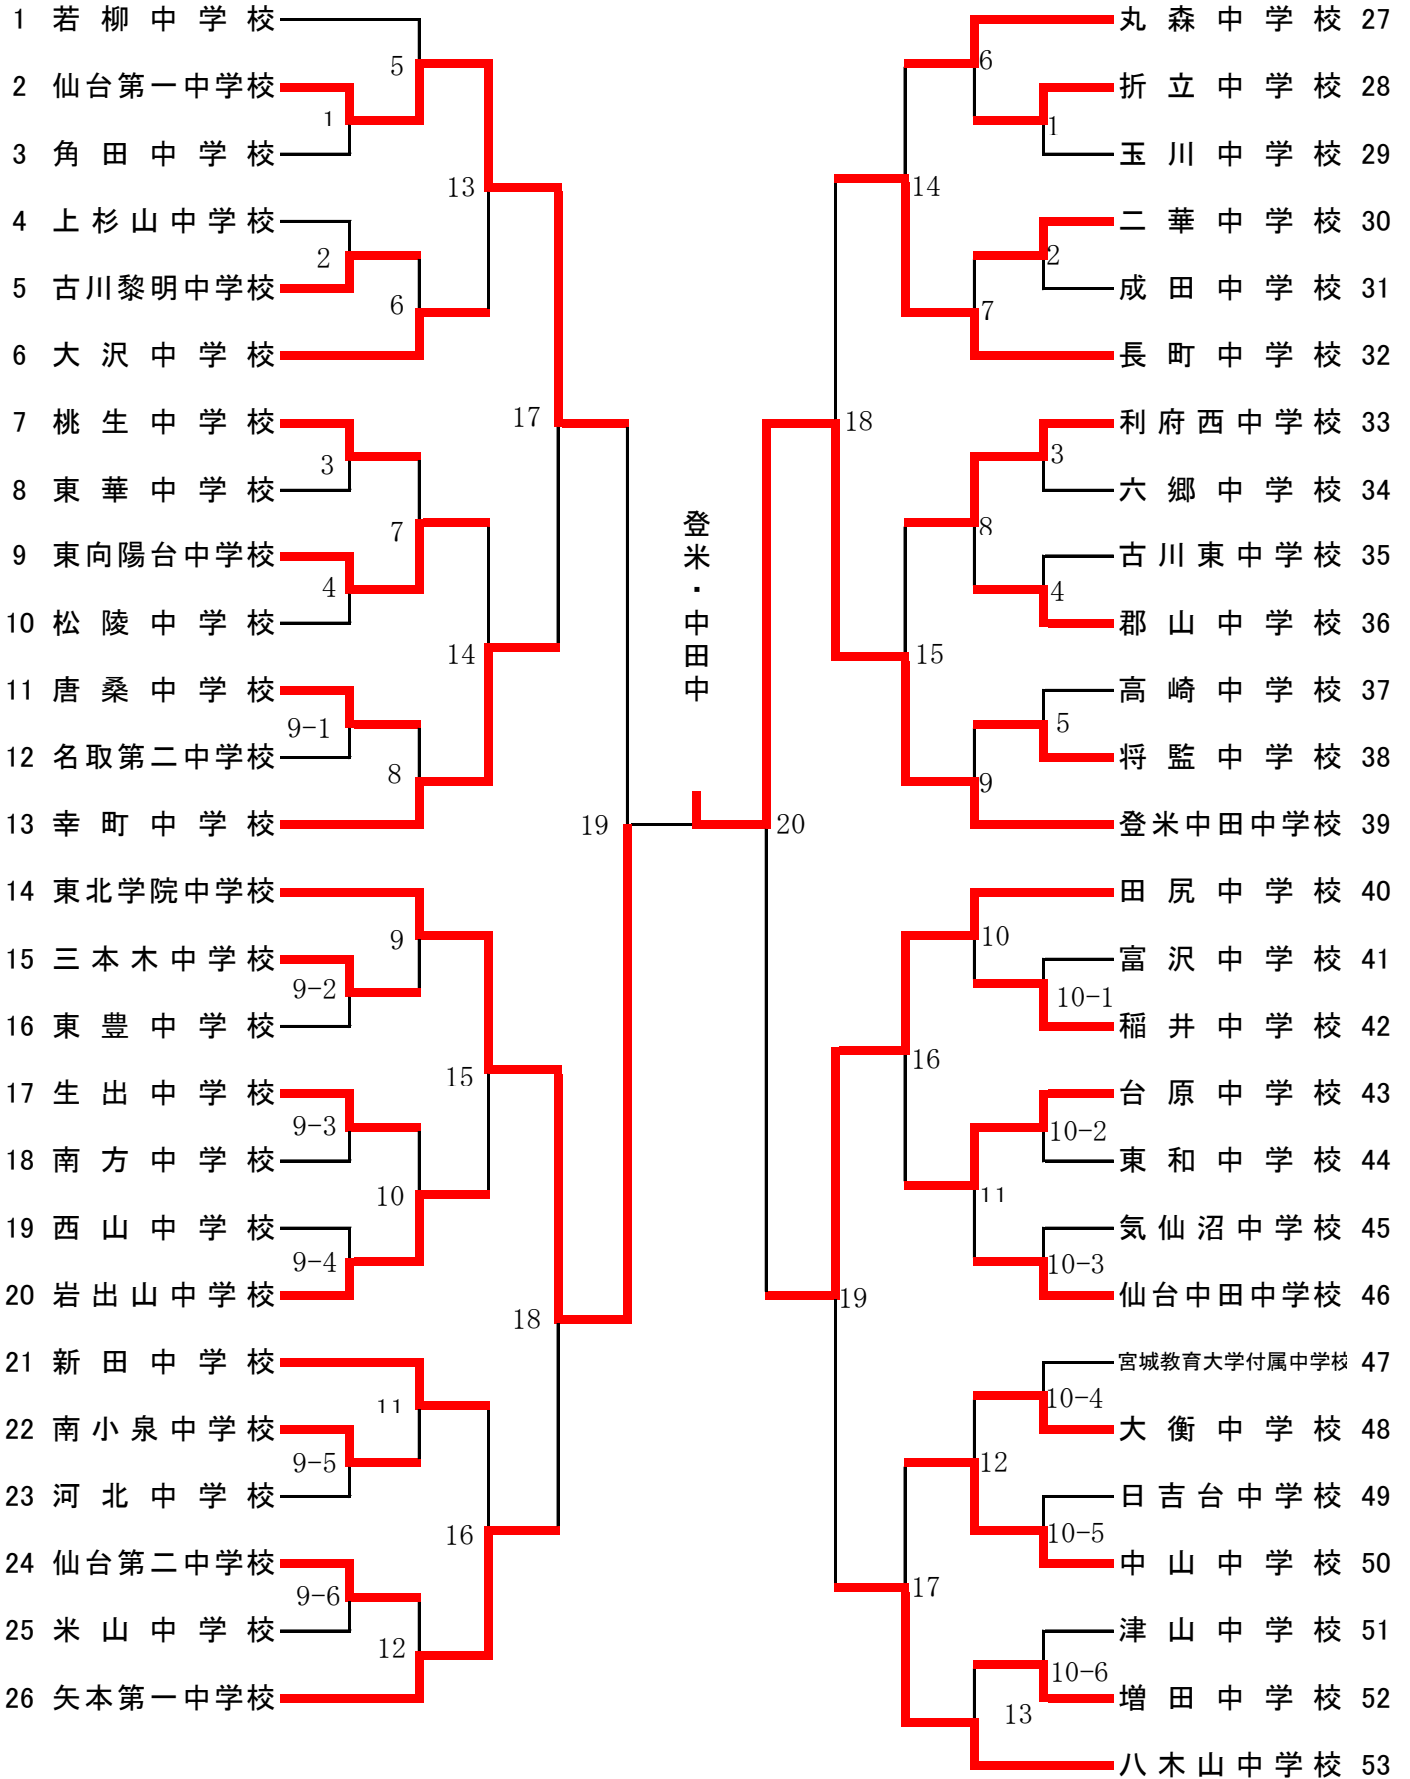 1 若柳中学校
2 仙台第一中学校
3 角田中学校
4 上杉山中学校
5 古川黎明中学校
6 大沢中学校
7 桃生中学校
8 東華中学校
9 東向陽台中学校
10 松陵中学校
11 唐桑中学校
12 名取第二中学校
13 幸町中学校
14 東北学院中学校
15 三本木中学校
16 東豊中学校
17 生出中学校
18 南方中学校
19 西山中学校
20 岩出山中学校
21 新田中学校
22 南小泉中学校
23 河北中学校
24 仙台第二中学校
25 米山中学校
26 矢本第一中学校
1
2
3
4
9-1
9-2
9-3
9-4
9-5
9-6
5
6
7
8
9
10
11
12
13
14
15
16
17
18
19
登米・中田中
20
18
19
14
15
16
17
6
7
8
9
10
11
12
13
1
2
3
4
5
10-1
10-2
10-3
10-4
10-5
10-6
丸森中学校 27
折立中学校 28
玉川中学校 29
二華中学校 30
成田中学校 31
長町中学校 32
利府西中学校 33
六郷中学校 34
古川東中学校 35
郡山中学校 36
高崎中学校 37
将監中学校 38
登米中田中学校 39
田尻中学校 40
富沢中学校 41
稲井中学校 42
台原中学校 43
東和中学校 44
気仙沼中学校 45
仙台中田中学校 46
宮城教育大学付属中学校 47
大衡中学校 48
日吉台中学校 49
中山中学校 50
津山中学校 51
増田中学校 52
八木山中学校 53